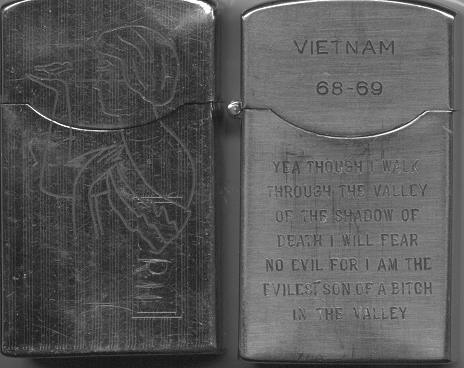 R.M.
VIETNAM
68-69
YEA THOUGH I WALK
THROUGH THE VALLEY
OF THE SHADOW OF
DEATH I WILL FEAR
NO EVIL FOR I AM THE
EVILEST SON OF A BITCH
IN THE VALLEY